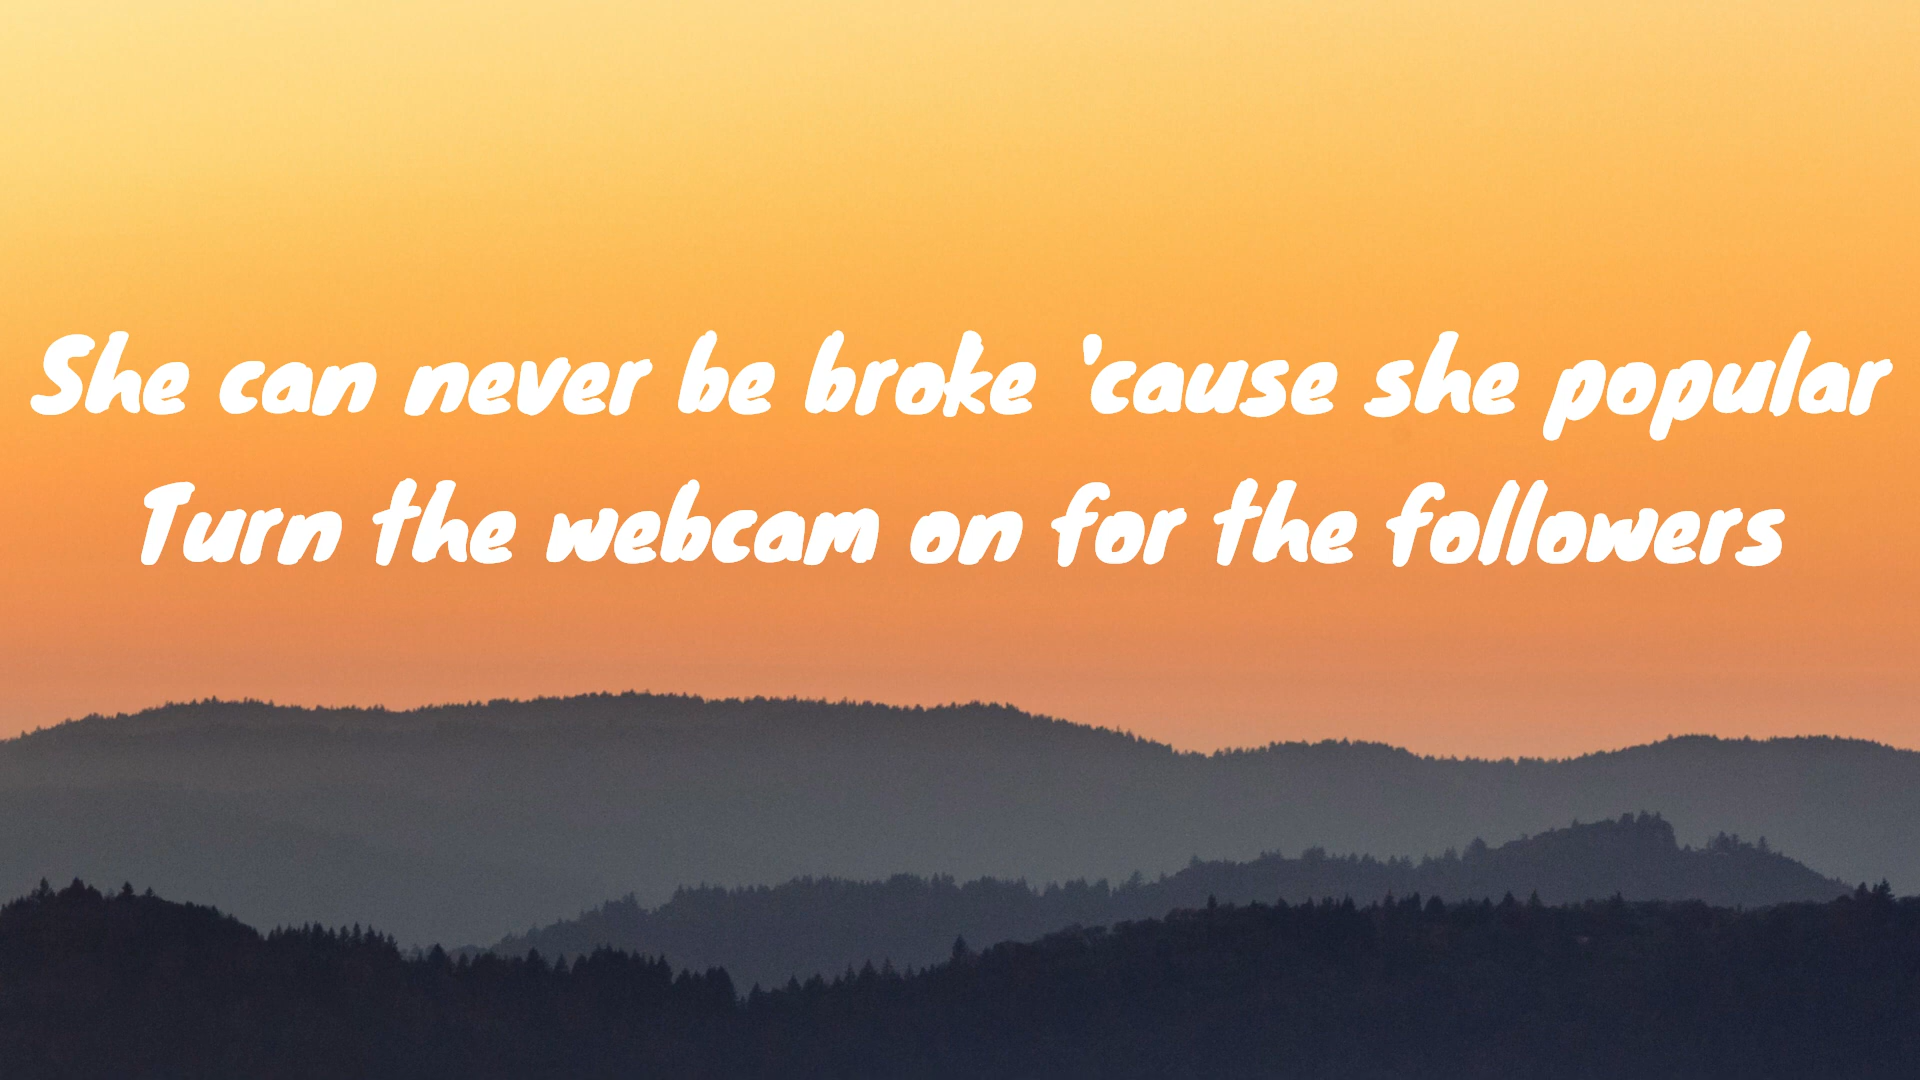 She can never be broke 'cause she popular
Turn the webcam on for the followers